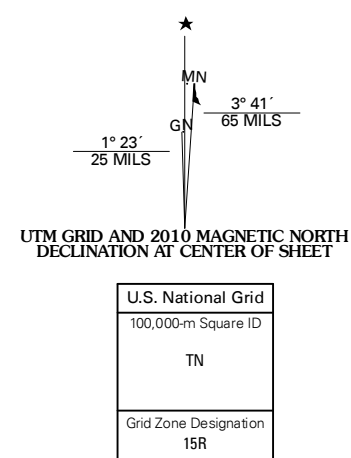 MN
3° 41´
65 MILS
GN
1° 23´
25 MILS
UTM GRID AND 2010 MAGNETIC NORTH
DECLINATION AT CENTER OF SHEET
U.S. National Grid
100,000-m Square ID
TN
Grid Zone Designation
15R